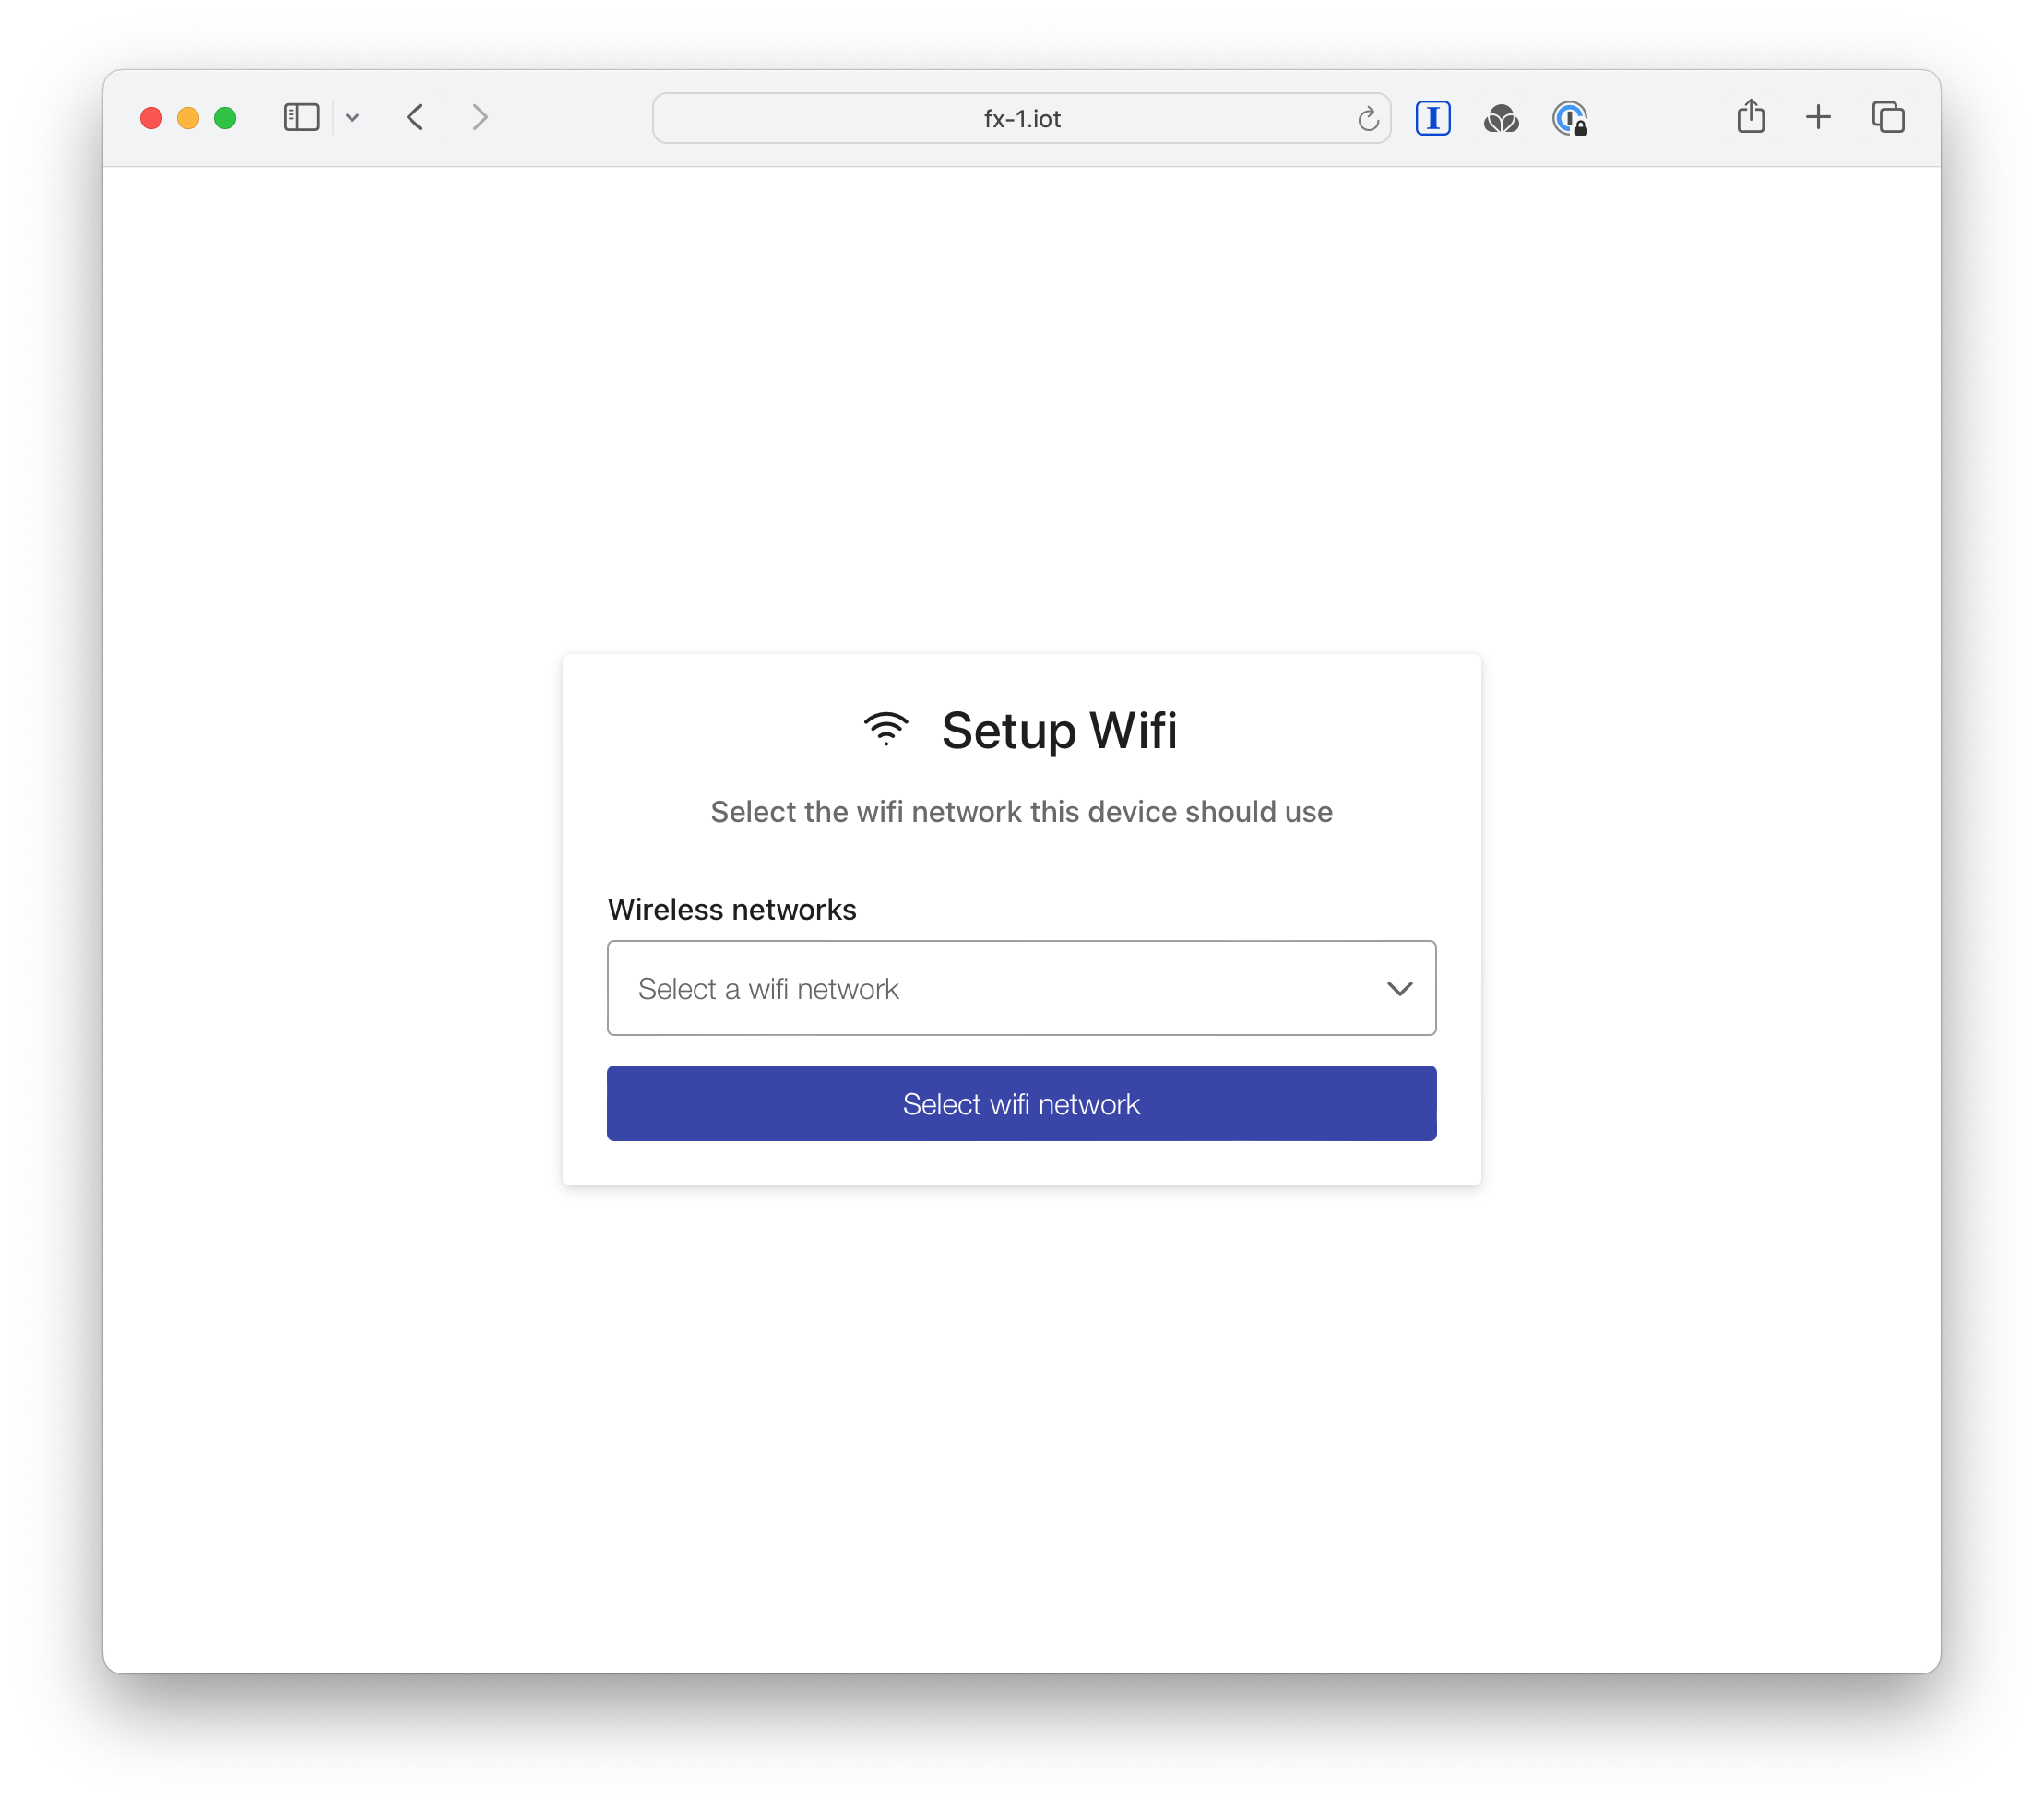 fx-1.iot
Setup Wifi
Select the wifi network this device should use
Wireless networks
Select a wifi network
Select wifi network